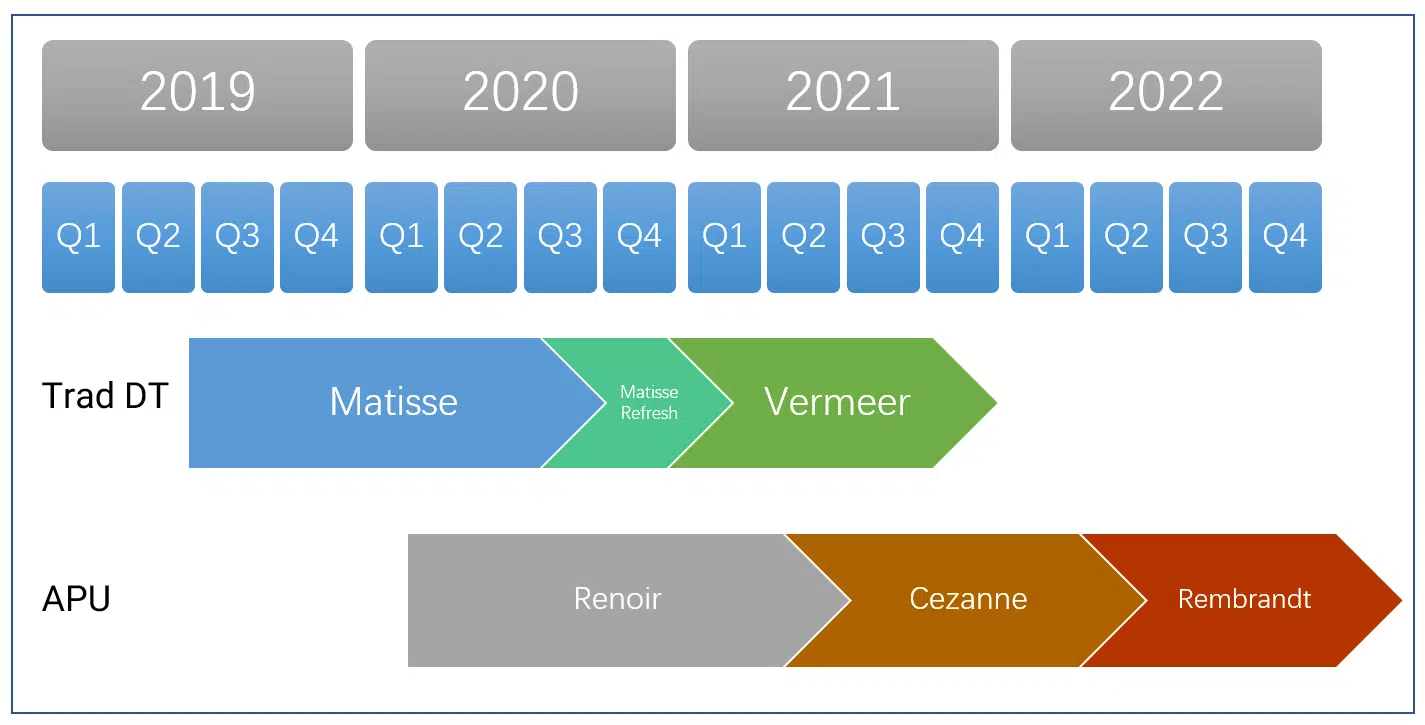 2019 2020 2021 2022
Q1 Q2 Q3 Q4 Q1 Q2 Q3 Q4 Q1 Q2 Q3 Q4 Q1 Q2 Q3 Q4
Trad DT
Matisse
Matisse
Refresh
Vermeer
APU
Renoir
Cezanne
Rembrandt